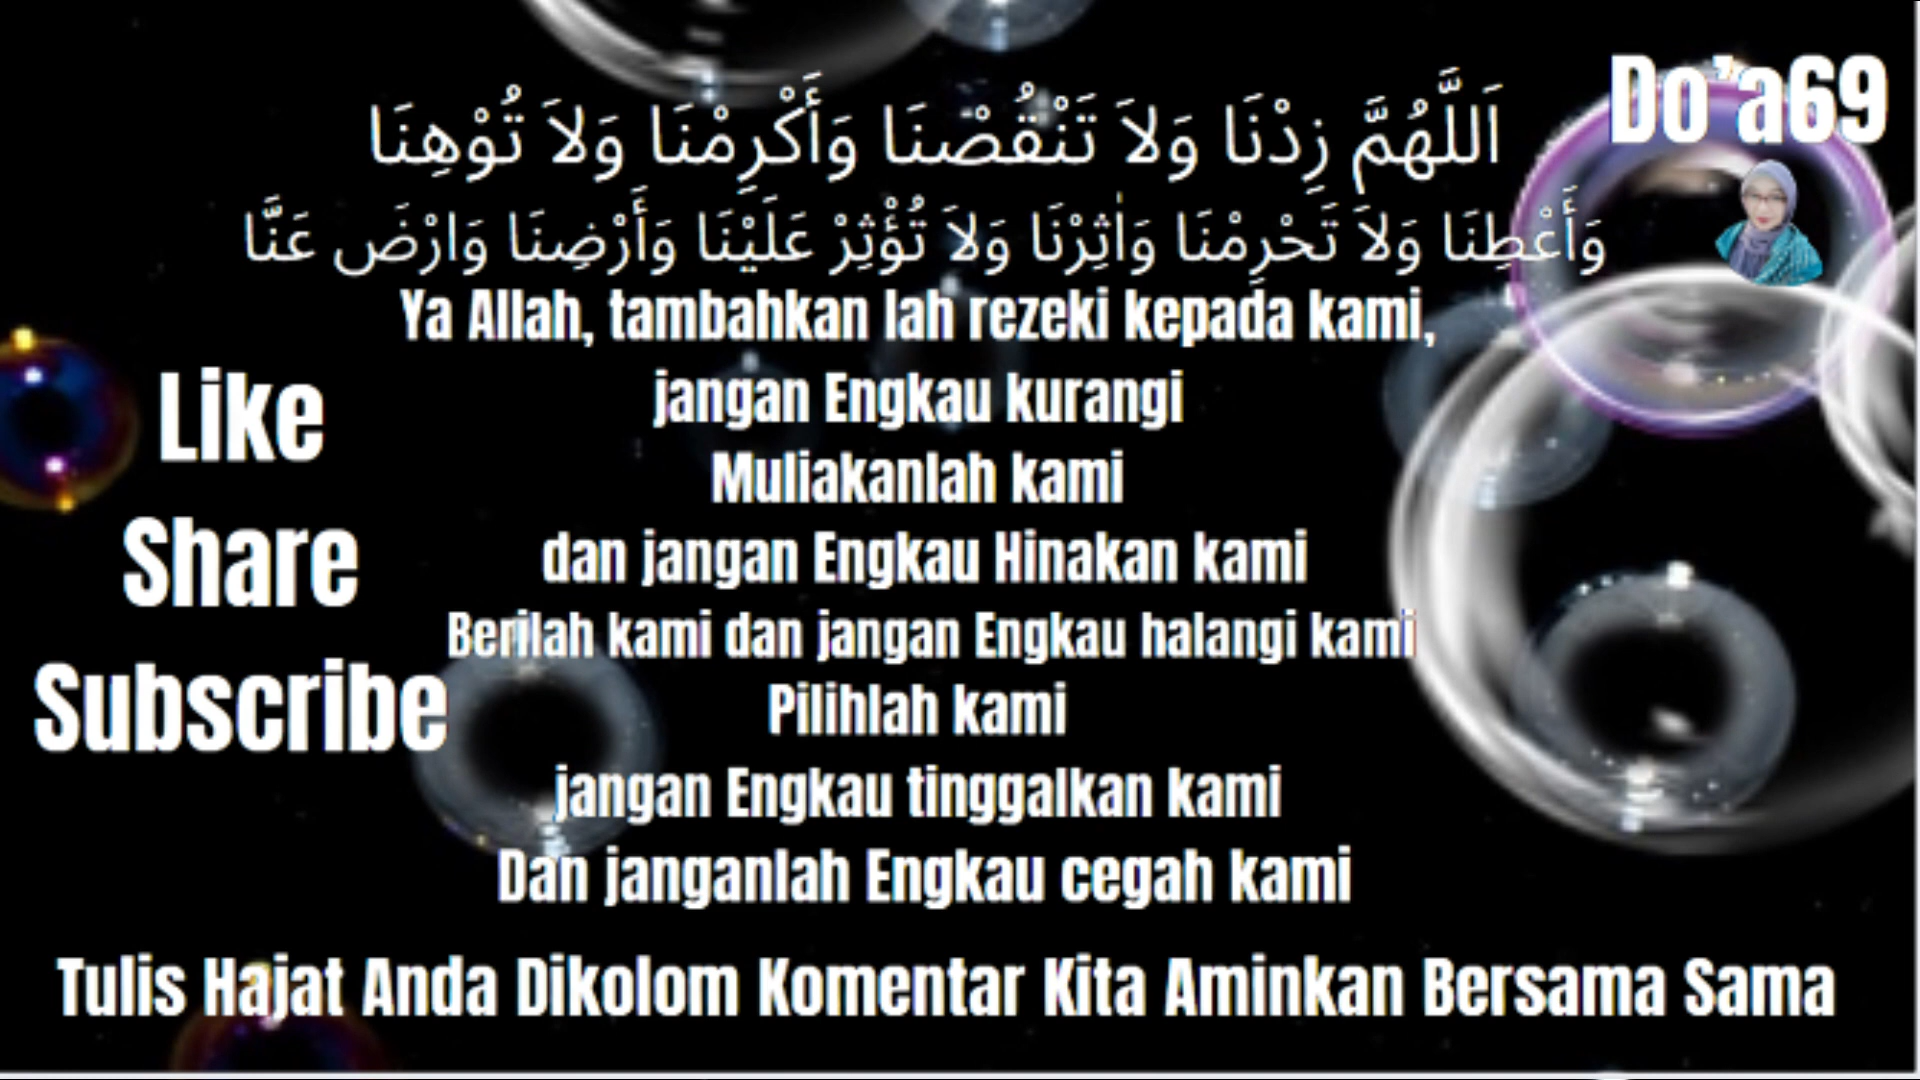 Do'a69
اَللَّهُمَّ زِدْنَا وَلاَ تَنْقُصْنَا وَأَكْرِمْنَا وَلاَ تُوْهِنَا
وَأَعْطِنَا وَلاَ تَحْرِمْنَا وَاٰثِرْنَا وَلاَ تُؤْثِرْ عَلَيْنَا وَأَرْضِنَا وَارْضَ عَنَّا
Ya Allah, tambahkan lah rezeki kepada kami,
jangan Engkau kurangi
Muliakanlah kami
dan jangan Engkau Hinakan kami
Berilah kami dan jangan Engkau halangi kami
Pilihlah kami
jangan Engkau tinggalkan kami
Dan janganlah Engkau cegah kami
Like
Share
Subscribe
Tulis Hajat Anda Dikolom Komentar Kita Aminkan Bersama Sama